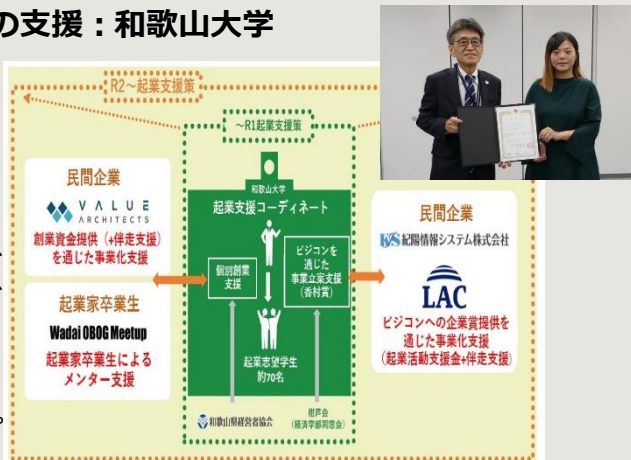 の支援：和歌山大学
R2～起業支援策
～R1起業支援策
民間企業
VALUE
ARCHITECTS
創業資金提供（+伴走支援）
を通じた事業化支援
起業家卒業生
Wadai OBOG Meetup
起業家卒業生による
メンター支援
和歌山大学
起業支援コーディネート
個別創業
支援
ビジコンを
通じた
事業立案支援
（香村賞）
起業志望学生
約70名
和歌山県経営者協会
柑芦会
（経済学部同窓会）
民間企業
紀陽情報システム株式会社
LAC
ビジコンへの企業賞提供を
通じた事業化支援
（起業活動支援金+伴走支援）
。